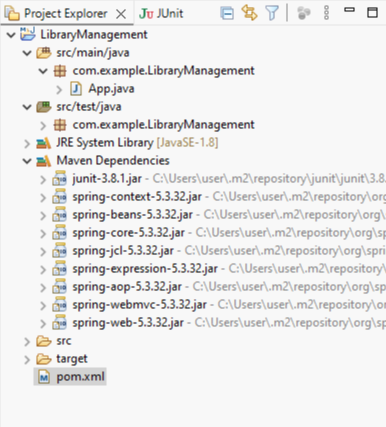 Project Explorer JUnit
LibraryManagement
src/main/java
com.example.LibraryManagement
App.java
src/test/java
com.example.LibraryManagement
JRE System Library [JavaSE-1.8]
Maven Dependencies
junit-3.8.1.jar - C:\Users\user\.m2\repository\junit\junit\3.8
spring-context-5.3.32.jar - C:\Users\user\.m2\repository\o
spring-beans-5.3.32.jar - C:\Users\user\.m2\repository\org
spring-core-5.3.32.jar - C:\Users\user\.m2\repository\org\
spring-jcl-5.3.32.jar - C:\Users\user\.m2\repository\org\spri
spring-expression-5.3.32.jar - C:\Users\user\.m2\repositor
spring-aop-5.3.32.jar - C:\Users\user\.m2\repository\org\s
spring-webmvc-5.3.32.jar - C:\Users\user\.m2\repository\
spring-web-5.3.32.jar - C:\Users\user\.m2\repository\org\sp
src
target
pom.xml